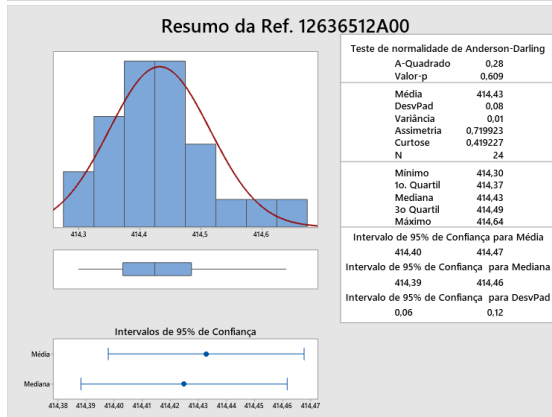 Resumo da Ref. 12636512A00
Teste de normalidade de Anderson-Darling
A-Quadrado 0,28
Valor-p 0.609
Média 414,43
DesvPad 0,08
Variância 0,01
Assimetria 0,719923
Curtose 0,419227
N 24
Mínimo 414,30
1o. Quartil 414,37
Mediana 414,43
3o Quartil 414,49
Máximo 414,64
Intervalo de 95% de Confiança para Média
414,40 414,47
Intervalo de 95% de Confiança para Mediana
414,39 414,46
Intervalo de 95% de Confiança para DesvPad
0,06 0,12
414,3 414,4 414,5 414,6
Intervalos de 95% de Confiança
Média
Mediana
414,38 414,39 414,40 414,41 414,42 414,43 414,44 414,45 414,46 414,47